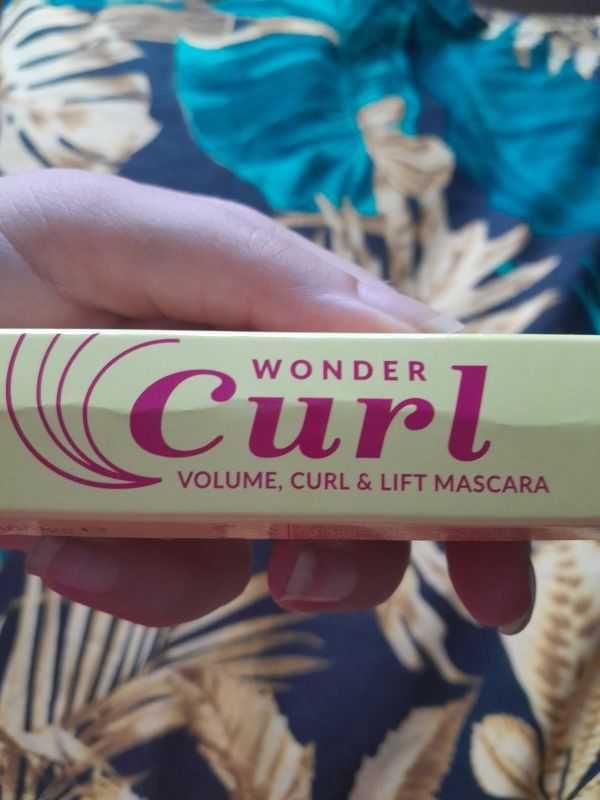 WONDER
Curl
VOLUME, CURL & LIFT MASCARA